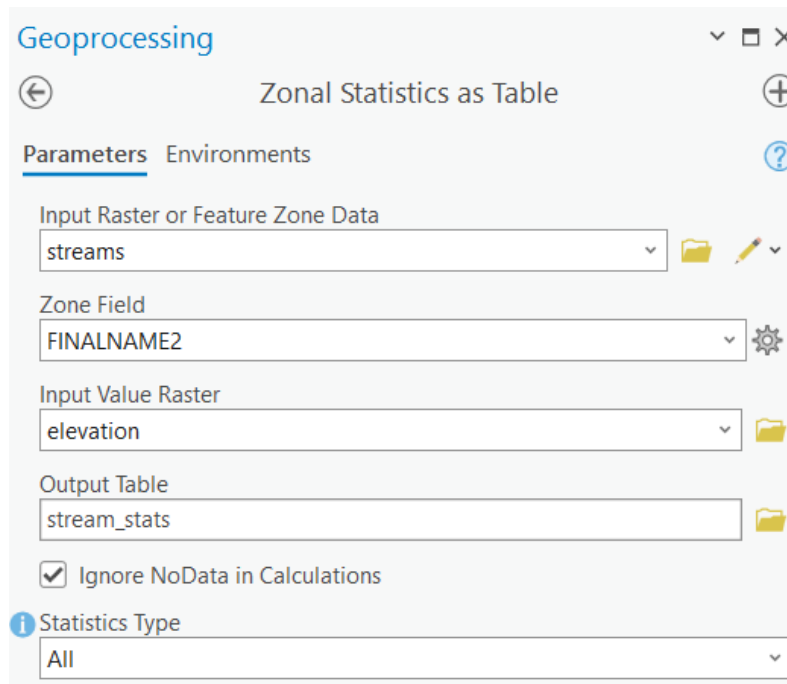 Geoprocessing
Zonal Statistics as Table
Parameters Environments
Input Raster or Feature Zone Data
streams
Zone Field
FINALNAME2
Input Value Raster
elevation
Output Table
stream_stats
Ignore NoData in Calculations
Statistics Type
All